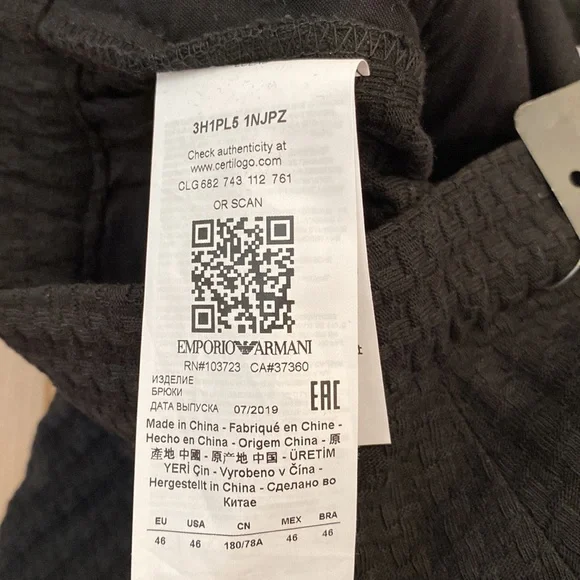 3H1PL5 1NJPZ
Check authenticity at
www.certilogo.com
CLG 682 743 112 761
OR SCAN
EMPORIO ARMANI
RN#103723 CA#37360
ИЗДЕЛИЕ
БРЮКИ
ДАТА ВЫПУСКА 07/2019
EAC
Made in China - Fabriqué en Chine -
Hecho en China - Origem China - 原
產地 中國 - 原产地 中国 - ÜRETİM
YERİ Çin - Vyrobeno v Čína -
Hergestellt in China - Сделано во
Китае
EU USA CN MEX BRA
46 46 180/78A 46 46